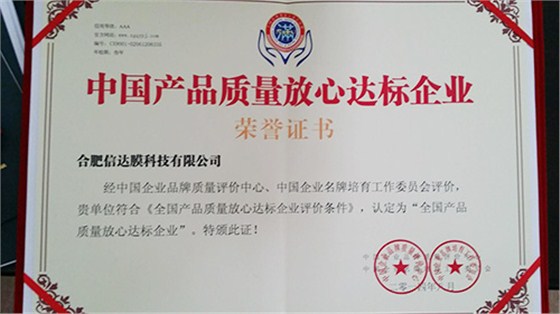 信用等级：AAA
中国产品质量放心达标企业
荣誉证书
合肥信达膜科技有限公司
经中国企业品牌质量评价中心、中国企业名牌培育工作委员会评价，
贵单位符合《全国产品质量放心达标企业评价条件》，认定为“全国产品
质量放心达标企业”。特颁此证！